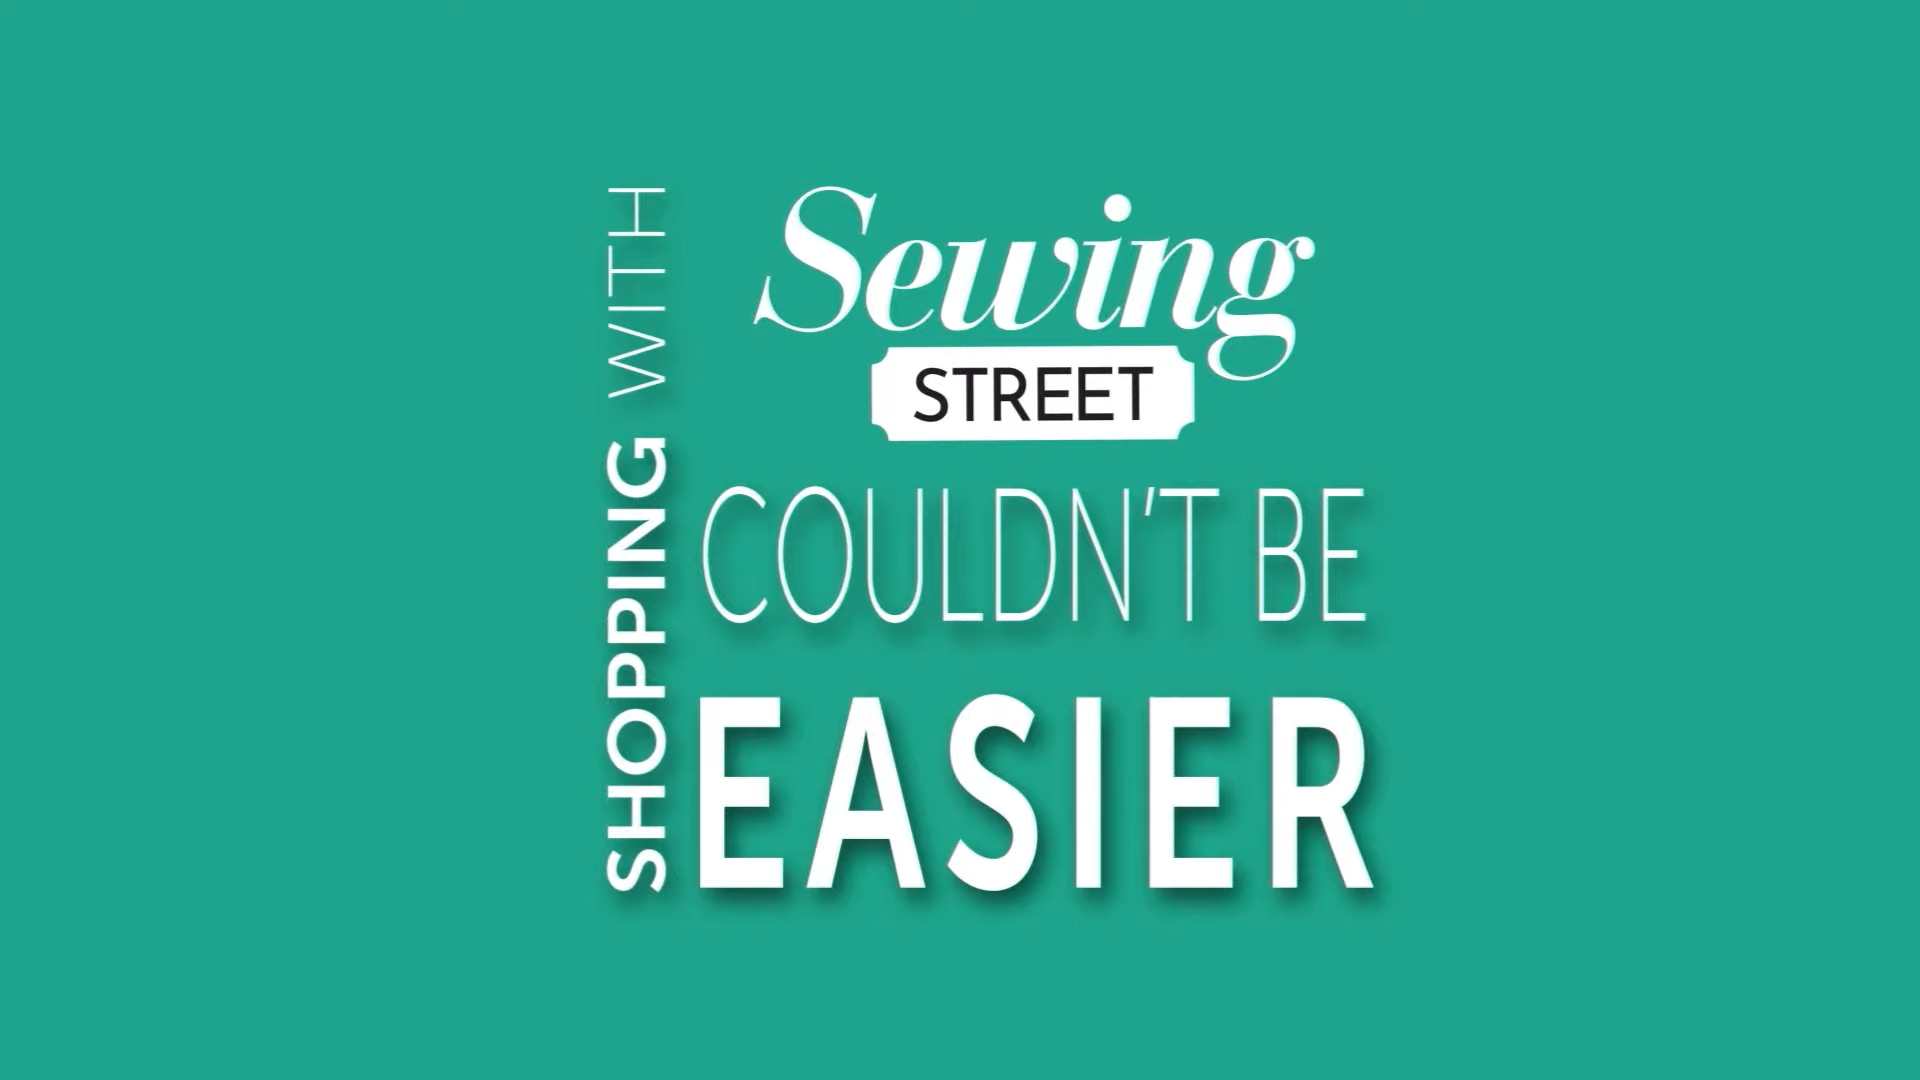 SHOPPING WITH
Sewing
STREET
COULDN'T BE
EASIER